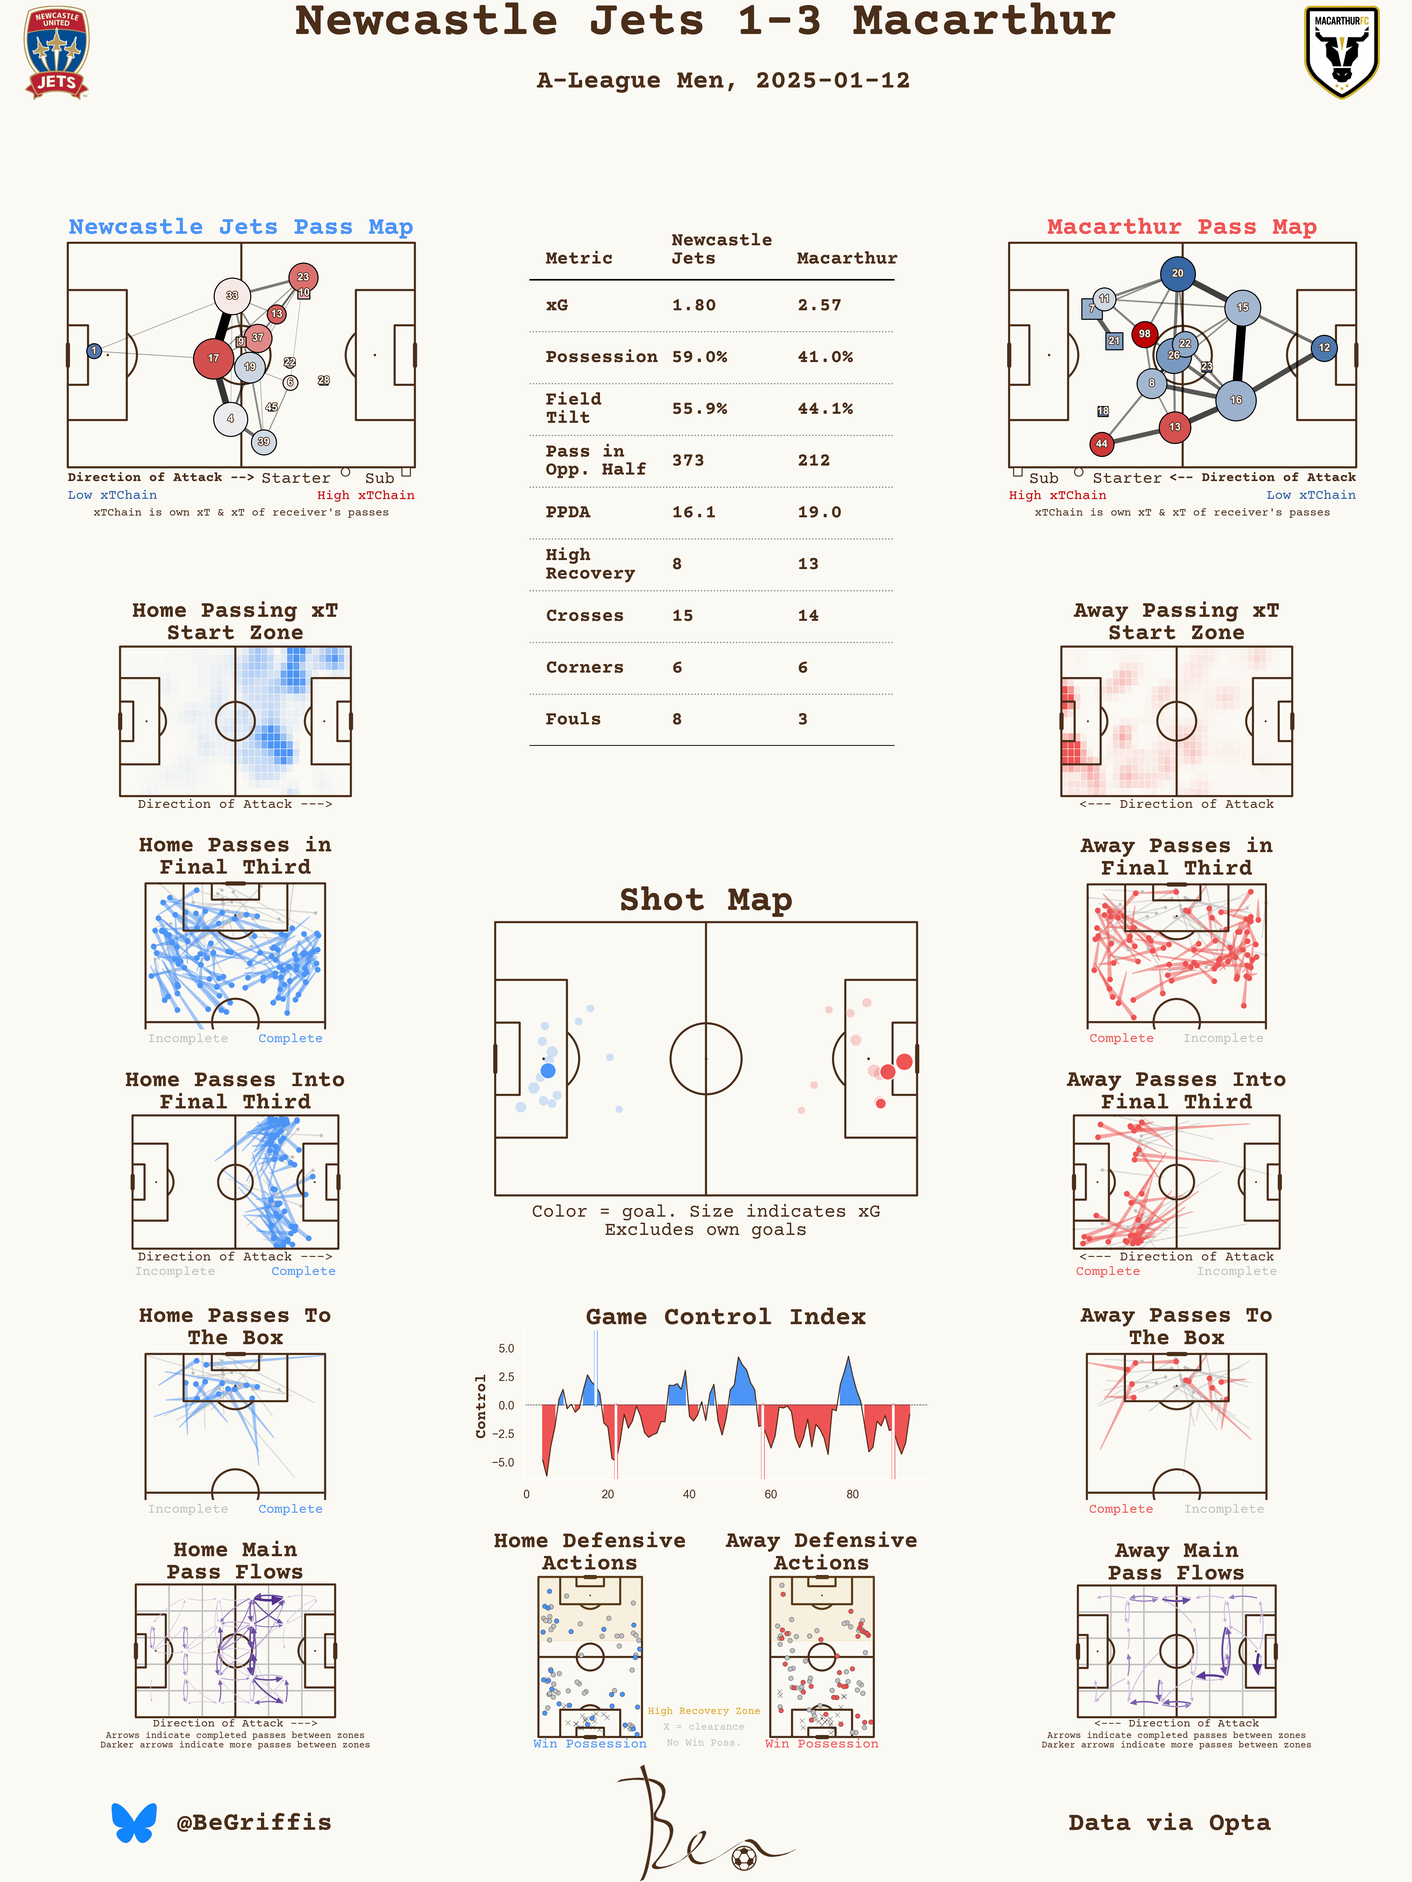 Newcastle Jets 1-3 Macarthur
A-League Men, 2025-01-12
NEWCASTLE
UNITED
JETS
MACARTHURFC
Newcastle Jets Pass Map
33
23
10
13
37
9
1
17
19
22
6
28
45
4
39
Direction of Attack --> Starter Sub
Low xTChain High xTChain
xTChain is own xT & xT of receiver's passes
Metric Newcastle Jets Macarthur
xG 1.80 2.57
Possession 59.0% 41.0%
Field Tilt 55.9% 44.1%
Pass in Opp. Half 373 212
PPDA 16.1 19.0
High Recovery 8 13
Crosses 15 14
Corners 6 6
Fouls 8 3
Macarthur Pass Map
20
11
7
15
98
21
22
26
12
23
8
16
18
13
44
Sub Starter <-- Direction of Attack
High xTChain Low xTChain
xTChain is own xT & xT of receiver's passes
Home Passing xT
Start Zone
Direction of Attack --->
Away Passing xT
Start Zone
<--- Direction of Attack
Home Passes in
Final Third
Incomplete Complete
Away Passes in
Final Third
Complete Incomplete
Shot Map
Color = goal. Size indicates xG
Excludes own goals
Home Passes Into
Final Third
Direction of Attack --->
Incomplete Complete
Away Passes Into
Final Third
<--- Direction of Attack
Complete Incomplete
Home Passes To
The Box
Incomplete Complete
Game Control Index
Control
5.0
2.5
0.0
−2.5
−5.0
0 20 40 60 80
Away Passes To
The Box
Complete Incomplete
Home Main
Pass Flows
Direction of Attack --->
Arrows indicate completed passes between zones
Darker arrows indicate more passes between zones
Home Defensive
Actions
Win Possession
Away Defensive
Actions
Win Possession
High Recovery Zone
X = clearance
No Win Poss.
Away Main
Pass Flows
<--- Direction of Attack
Arrows indicate completed passes between zones
Darker arrows indicate more passes between zones
@BeGriffis
Ben
Data via Opta